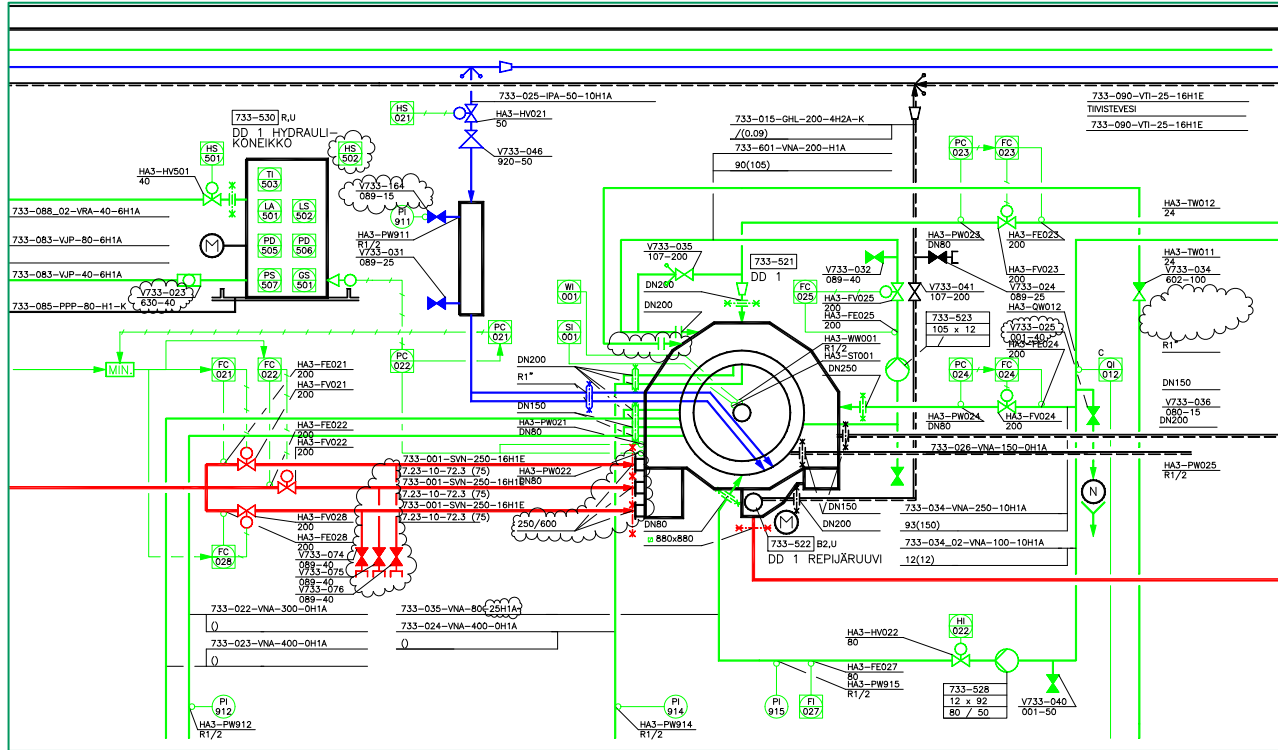 733-025-IPA-50-10H1A
HS
021
HA3-HV021
50
V733-046
920-50
733-530 R,U
DD 1 HYDRAULI-
KONEIKKO
HS
501
HS
502
HA3-HV501
40
TI
503
LA
501
LS
502
PD
505
PD
506
PS
507
GS
501
M
733-088_02-VRA-40-6H1A
733-083-VJP-80-6H1A
733-083-VJP-40-6H1A
V733-023
630-40
733-085-PPP-80-H1-K
V733-164
089-15
PI
911
HA3-PW911
R1/2
V733-031
089-25
733-015-GHL-200-4H2A-K
/(0.09)
733-601-VNA-200-H1A
90(105)
733-090-VTI-25-16H1E
TIIVISTEVESI
733-090-VTI-25-16H1E
PC
023
FC
023
HA3-TW012
24
HA3-PW023
DN80
HA3-FE023
200
HA3-TW011
24
V733-034
602-100
HA3-FV023
200
V733-024
089-25
HA3-QW012
V733-025
001-40
R1"
V733-035
107-200
733-521
DD 1
V733-032
089-40
V733-041
107-200
FC
025
HA3-FV025
200
HA3-FE025
200
733-523
105 x 12
DN200
DN200
WI
001
SI
001
HA3-WW001
R1/2
HA3-ST001
DN250
PC
021
PC
022
MIN.
FC
021
FC
022
HA3-FE021
200
HA3-FV021
200
HA3-FE022
200
HA3-FV022
200
DN200
R1"
DN150
HA3-PW021
DN80
HA3-FE024
200
PC
024
FC
024
HA3-PW024
DN80
HA3-FV024
200
C
QI
012
DN150
V733-036
080-15
DN200
733-026-VNA-150-0H1A
HA3-PW025
R1/2
N
733-001-SVN-250-16H1E
7.23-10-72.3 (75)
733-001-SVN-250-16H1E
7.23-10-72.3 (75)
733-001-SVN-250-16H1E
7.23-10-72.3 (75)
HA3-PW022
DN80
250/600
DN80
880x880
HA3-FV028
200
HA3-FE028
200
FC
028
V733-074
089-40
V733-075
089-40
V733-076
089-40
M
DN150
DN200
733-522 B2,U
DD 1 REPIJÄRUUVI
733-034-VNA-250-10H1A
93(150)
733-034_02-VNA-100-10H1A
12(12)
733-022-VNA-300-0H1A
()
733-023-VNA-400-0H1A
()
733-035-VNA-80-25H1A
733-024-VNA-400-0H1A
()
HI
022
HA3-HV022
80
HA3-FE027
80
HA3-PW915
R1/2
PI
912
HA3-PW912
R1/2
PI
914
HA3-PW914
R1/2
PI
915
FI
027
733-528
12 x 92
80 / 50
V733-040
001-50